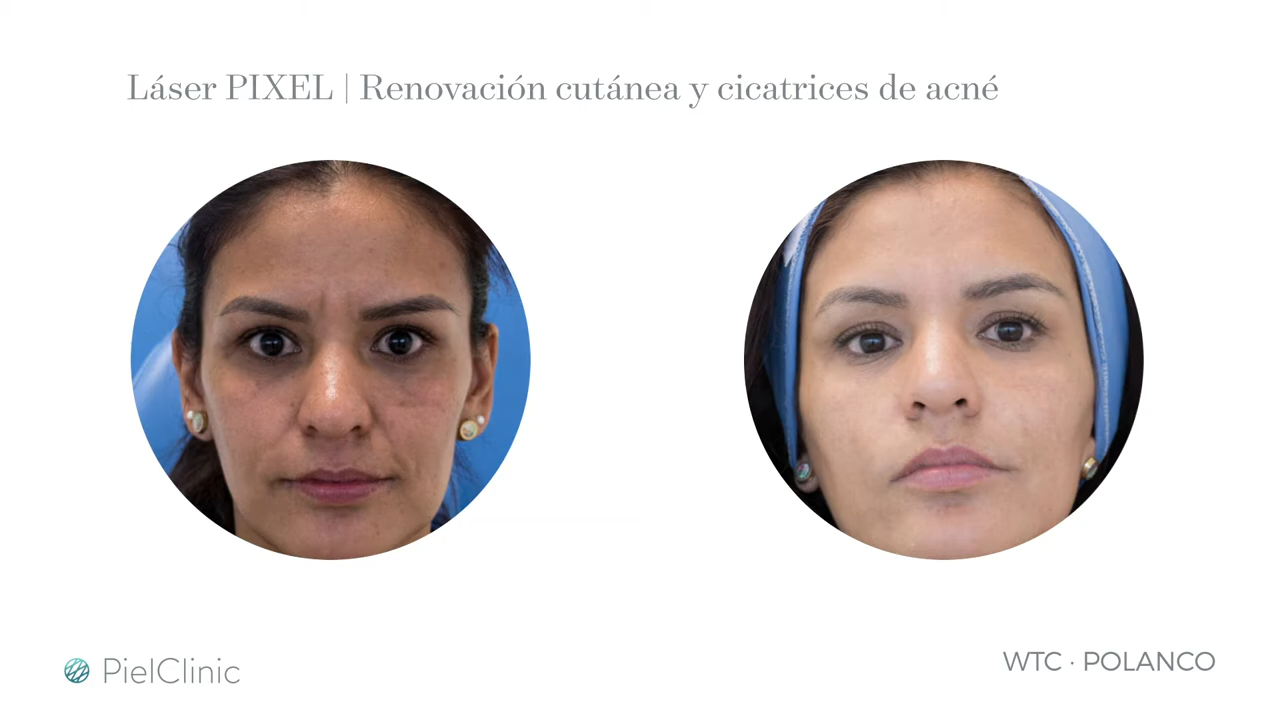 Láser PIXEL | Renovación cutánea y cicatrices de acné
PielClinic
WTC · POLANCO